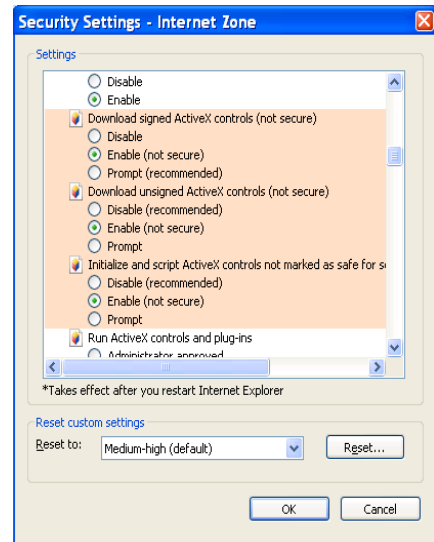 Security Settings - Internet Zone
Settings
Disable
Enable
Download signed ActiveX controls (not secure)
Disable
Enable (not secure)
Prompt (recommended)
Download unsigned ActiveX controls (not secure)
Disable (recommended)
Enable (not secure)
Prompt
Initialize and script ActiveX controls not marked as safe for s
Disable (recommended)
Enable (not secure)
Prompt
Run ActiveX controls and plug-ins
Administrator approved
*Takes effect after you restart Internet Explorer
Reset custom settings
Reset to: Medium-high (default) Reset...
OK Cancel